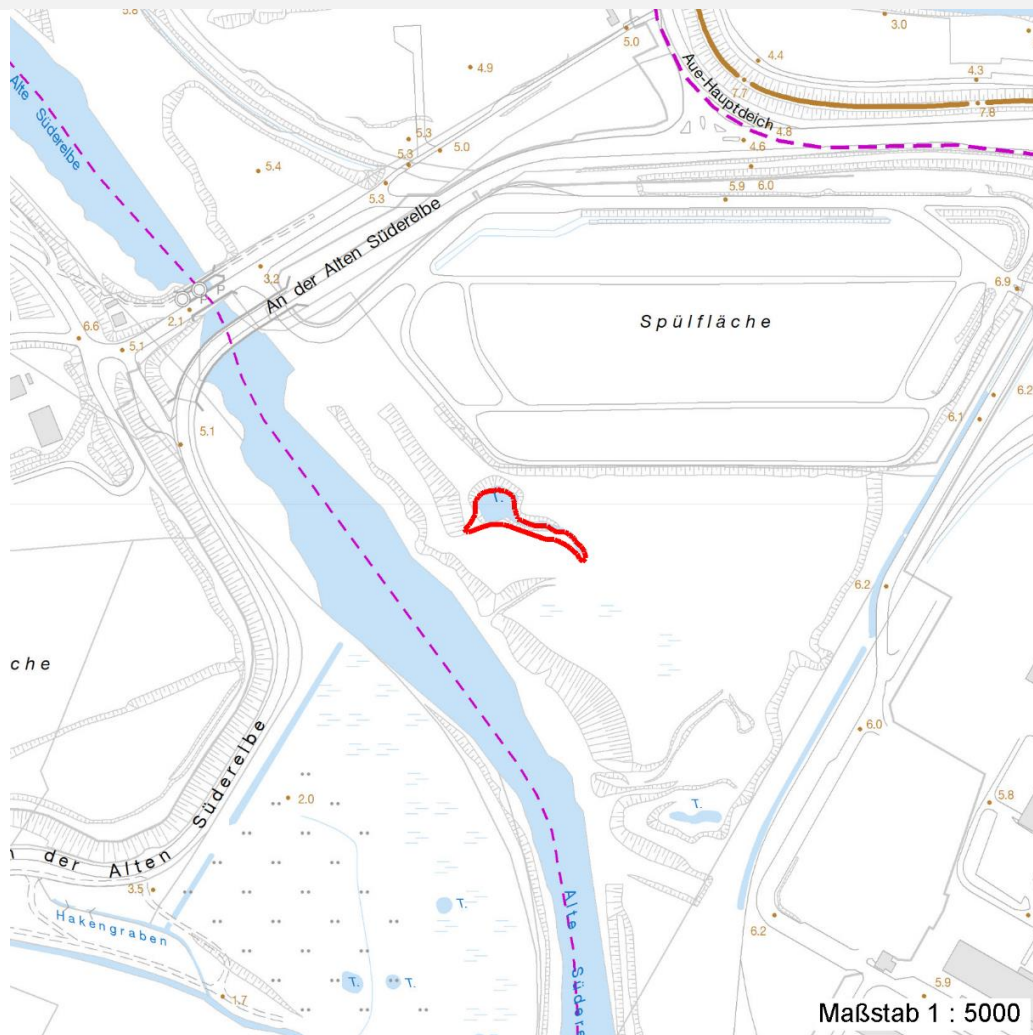 5.8
5.0
3.0
4.4
4.9
4.3
7.7
7.8
Aue-Hauptdeich
Alte Süderelbe
5.3
4.8
5.0
4.6
5.3
5.4
5.3
5.9
6.0
An der Alten Süderelbe
3.2
P
P
6.9
2.1
Spülfläche
6.6
5.1
6.2
6.1
5.1
T.
6.2
che
6.0
2.0
T.
5.8
n der Alten Süderelbe
3.5
T.
Hakengraben
Alte Südere
6.2
T.
T.
1.7
5.9
Maßstab 1 : 5000